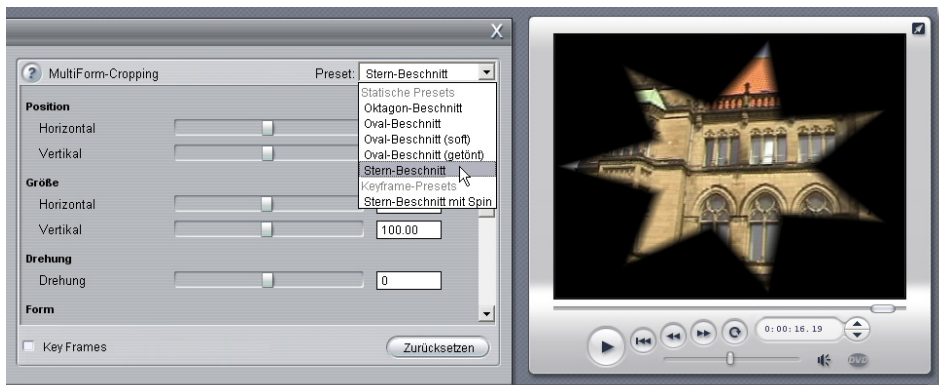 X
? MultiForm-Cropping Preset: Stern-Beschnitt
Statische Presets
Oktagon-Beschnitt
Oval-Beschnitt
Oval-Beschnitt (soft)
Oval-Beschnitt (getönt)
Stern-Beschnitt
Keyframe-Presets
Stern-Beschnitt mit Spin
Position
Horizontal
Vertikal
Größe
Horizontal
Vertikal 100.00
Drehung
Drehung 0
Form
Key Frames Zurücksetzen
0:00:16.19
DVD